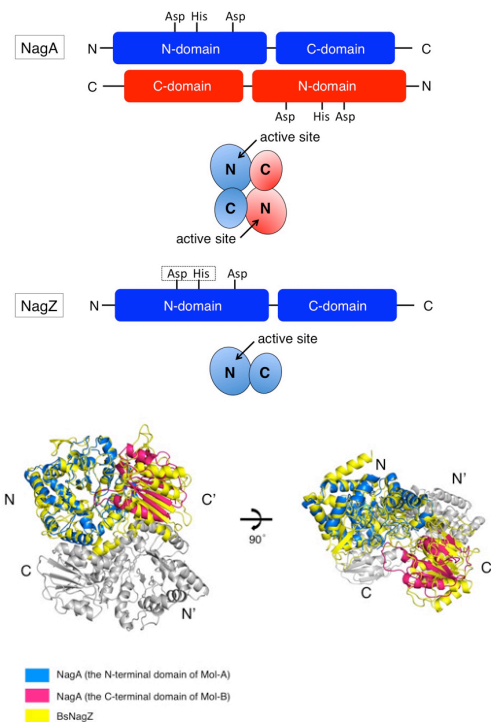 Asp His Asp
NagA N N-domain C-domain C
C C-domain N-domain N
Asp His Asp
active site
N C
C N
active site
Asp His Asp
NagZ N N-domain C-domain C
active site
N C
N C' C N'
90°
N N' C C
NagA (the N-terminal domain of Mol-A)
NagA (the C-terminal domain of Mol-B)
BsNagZ